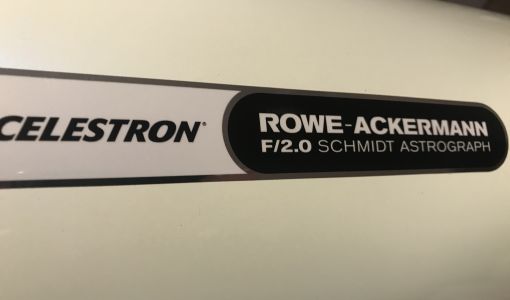 CELESTRON®
ROWE-ACKERMANN
F/2.0 SCHMIDT ASTROGRAPH